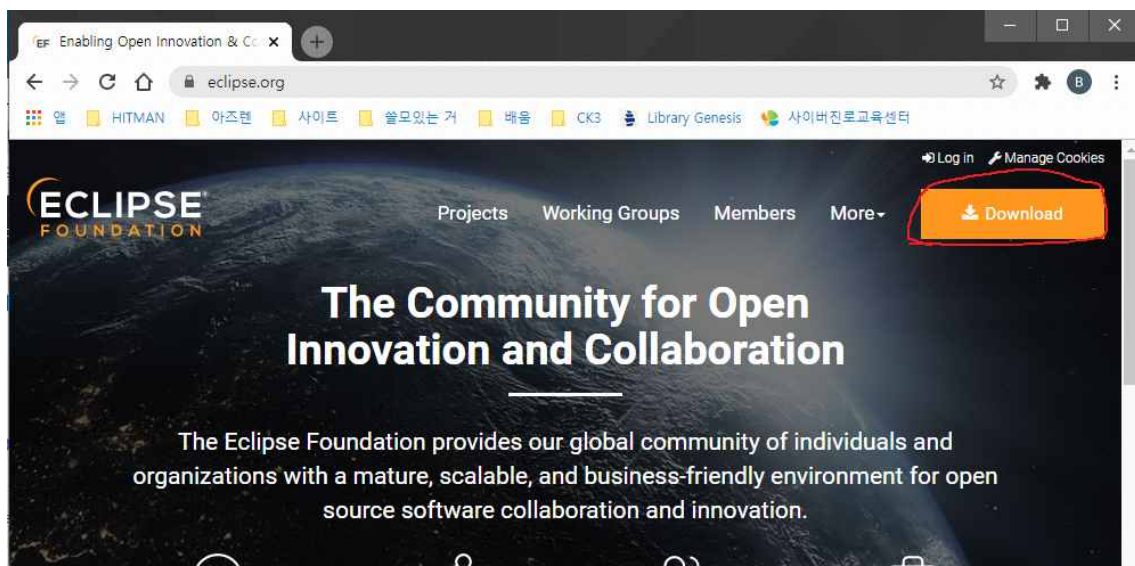 EF Enabling Open Innovation & Co
eclipse.org
B
앱 HITMAN 아즈렌 사이트 쓸모있는 거 배움 CK3 Library Genesis 사이버진로교육센터
Log in Manage Cookies
ECLIPSE
FOUNDATION
Projects Working Groups Members More Download
The Community for Open
Innovation and Collaboration
The Eclipse Foundation provides our global community of individuals and
organizations with a mature, scalable, and business-friendly environment for open
source software collaboration and innovation.